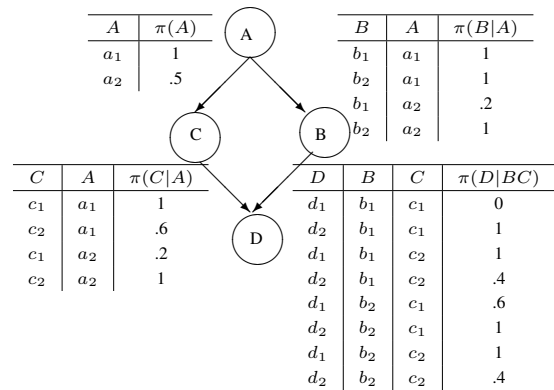 A π(A)
a1 1
a2 .5
A
B A π(B|A)
b1 a1 1
b2 a1 1
b1 a2 .2
b2 a2 1
C
B
C A π(C|A)
c1 a1 1
c2 a1 .6
c1 a2 .2
c2 a2 1
D
D B C π(D|BC)
d1 b1 c1 0
d2 b1 c1 1
d1 b1 c2 1
d2 b1 c2 .4
d1 b2 c1 .6
d2 b2 c1 1
d1 b2 c2 1
d2 b2 c2 .4